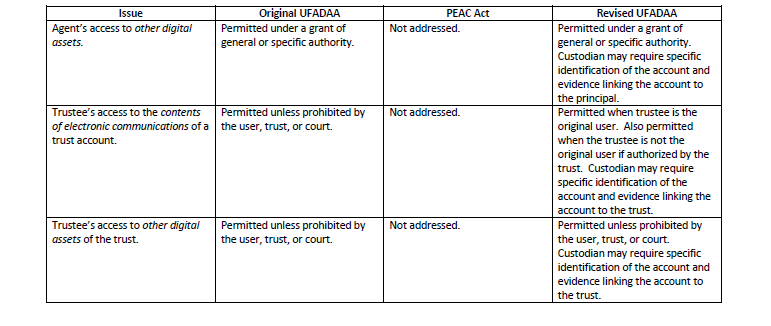 Issue Original UFADAA PEAC Act Revised UFADAA
Agent's access to other digital
assets.
Permitted under a grant of
general or specific authority.
Not addressed.
Permitted under a grant of
general or specific authority.
Custodian may require specific
identification of the account and
evidence linking the account to
the principal.
Trustee's access to the contents
of electronic communications of a
trust account.
Permitted unless prohibited by
the user, trust, or court.
Not addressed.
Permitted when trustee is the
original user.  Also permitted
when the trustee is not the
original user if authorized by the
trust.  Custodian may require
specific identification of the
account and evidence linking the
account to the trust.
Trustee's access to other digital
assets of the trust.
Permitted unless prohibited by
the user, trust, or court.
Not addressed.
Permitted unless prohibited by
the user, trust, or court.
Custodian may require specific
identification of the account and
evidence linking the account to
the trust.